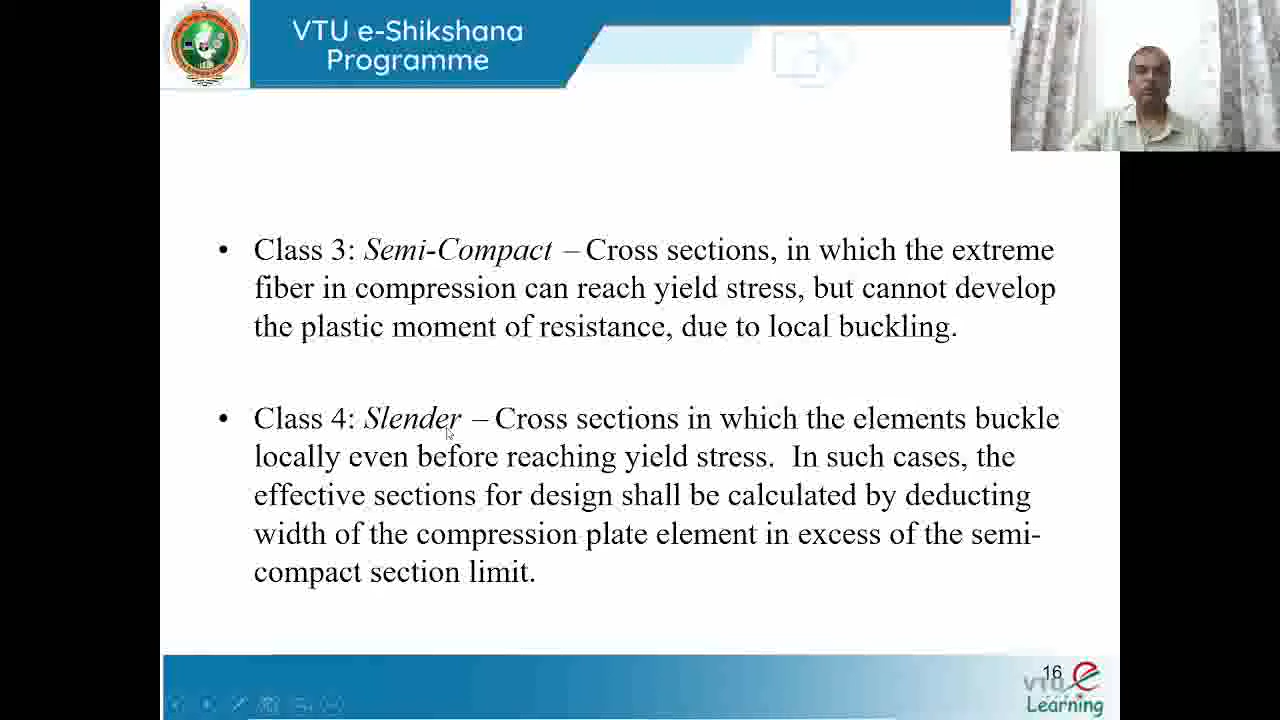 VTU e-Shikshana
Programme
• Class 3: Semi-Compact – Cross sections, in which the extreme
fiber in compression can reach yield stress, but cannot develop
the plastic moment of resistance, due to local buckling.
• Class 4: Slender – Cross sections in which the elements buckle
locally even before reaching yield stress. In such cases, the
effective sections for design shall be calculated by deducting
width of the compression plate element in excess of the semi-
compact section limit.
16
VTU e
Learning